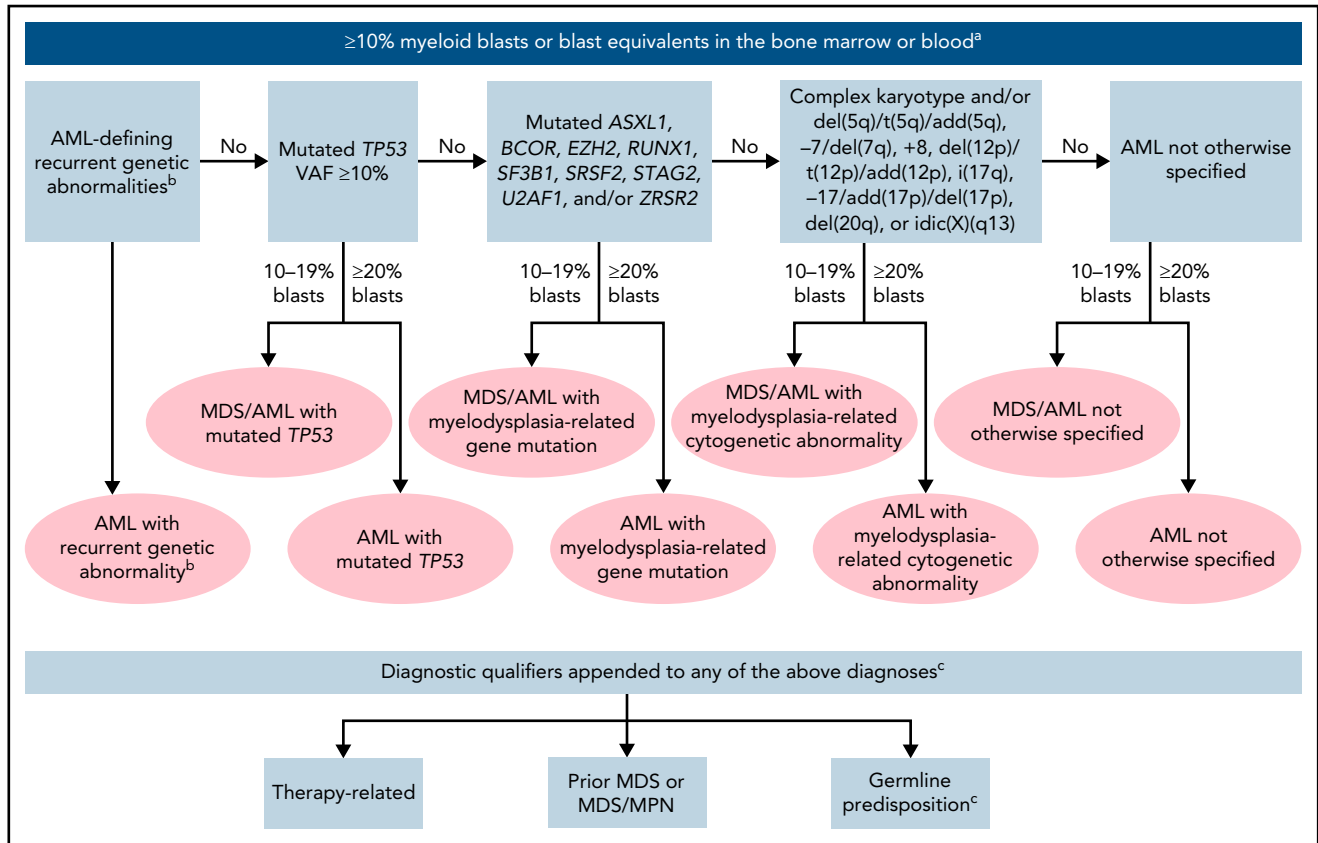 ≥10% myeloid blasts or blast equivalents in the bone marrow or bloodᵃ
AML-defining
recurrent genetic
abnormalitiesᵇ
No
Mutated TP53
VAF ≥10%
No
Mutated ASXL1,
BCOR, EZH2, RUNX1,
SF3B1, SRSF2, STAG2,
U2AF1, and/or ZRSR2
No
Complex karyotype and/or
del(5q)/t(5q)/add(5q),
–7/del(7q), +8, del(12p)/
t(12p)/add(12p), i(17q),
–17/add(17p)/del(17p),
del(20q), or idic(X)(q13)
No
AML not otherwise
specified
10–19%
blasts
≥20%
blasts
10–19%
blasts
≥20%
blasts
10–19%
blasts
≥20%
blasts
10–19%
blasts
≥20%
blasts
MDS/AML with
mutated TP53
MDS/AML with
myelodysplasia-related
gene mutation
MDS/AML with
myelodysplasia-related
cytogenetic abnormality
MDS/AML not
otherwise specified
AML with
recurrent genetic
abnormalityᵇ
AML with
mutated TP53
AML with
myelodysplasia-related
gene mutation
AML with
myelodysplasia-
related cytogenetic
abnormality
AML not
otherwise specified
Diagnostic qualifiers appended to any of the above diagnosesᶜ
Therapy-related
Prior MDS or
MDS/MPN
Germline
predispositionᶜ